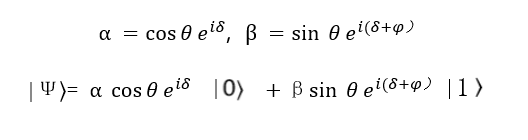 α = cos θ e^{iδ}, β = sin θ e^{i(δ+φ)}
| Ψ⟩= α cos θ e^{iδ} |0⟩ + β sin θ e^{i(δ+φ)} |1⟩